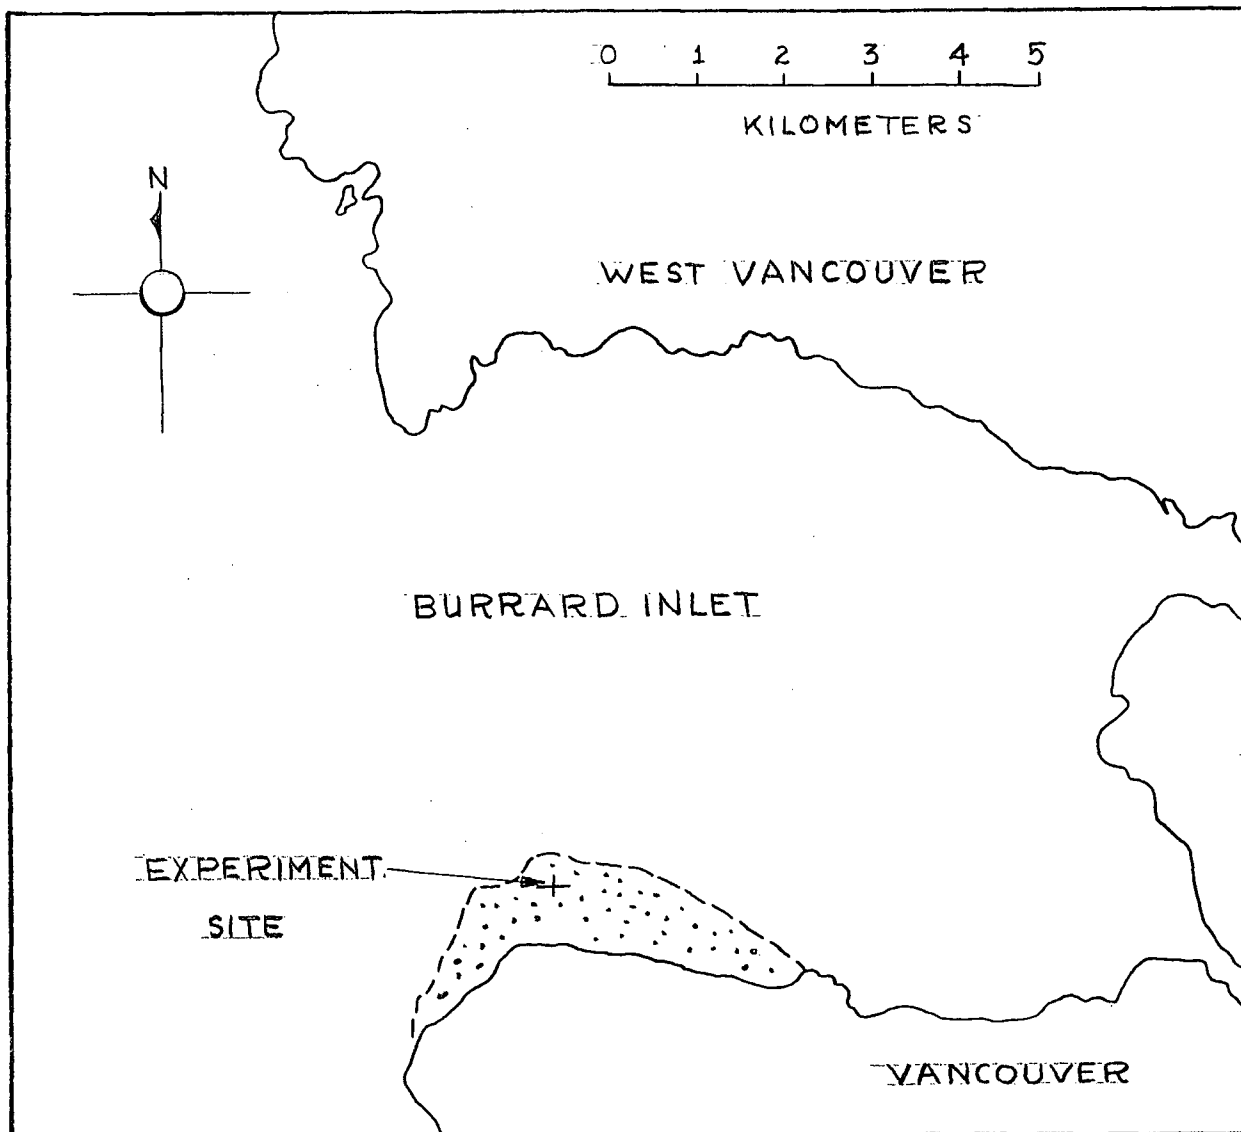 0 1 2 3 4 5
KILOMETERS
N
WEST VANCOUVER
BURRARD INLET
EXPERIMENT
SITE
VANCOUVER